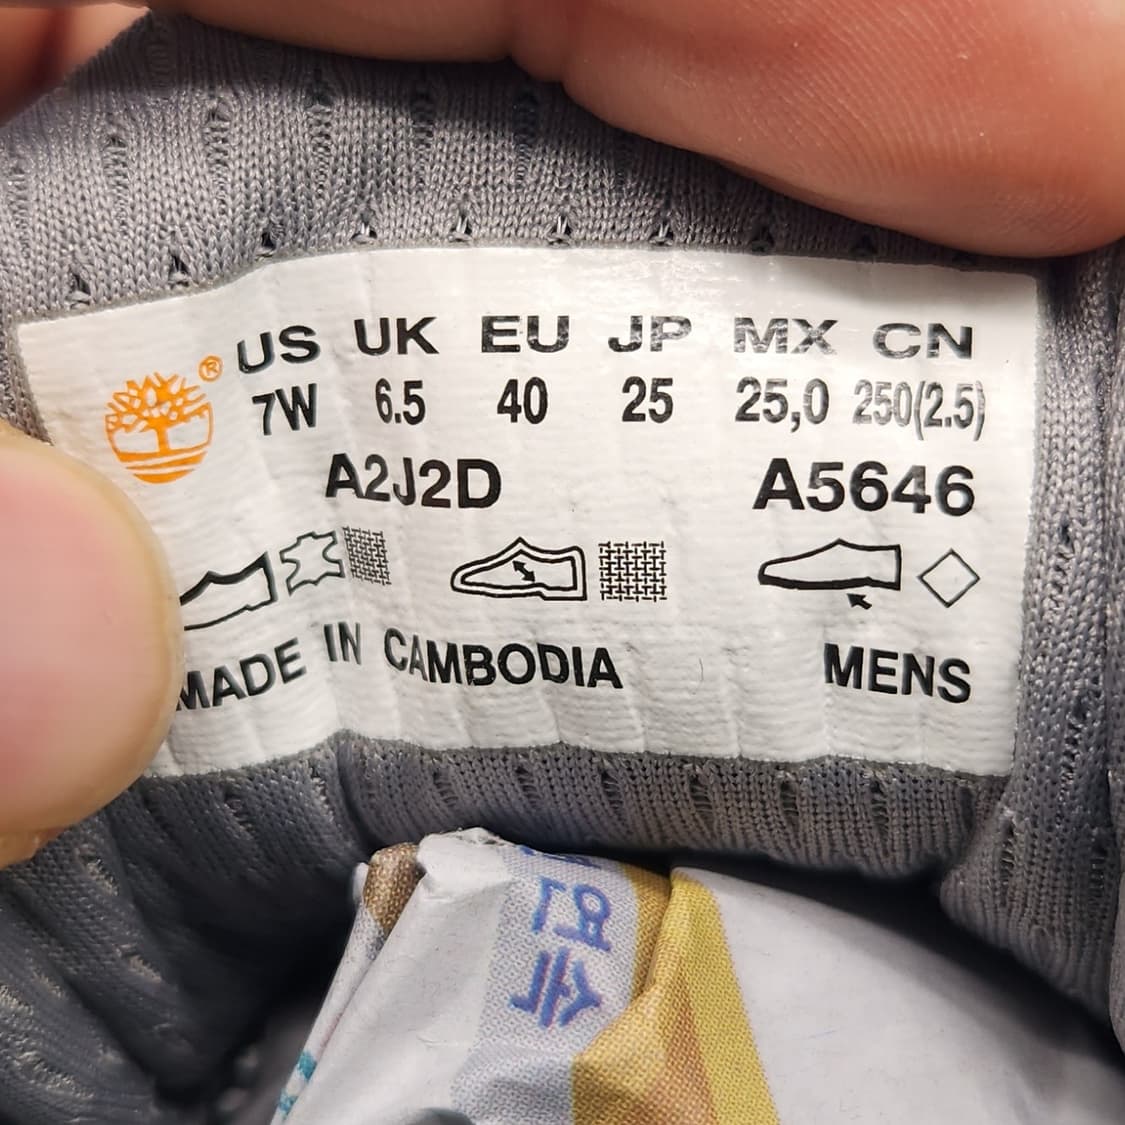 ®
US UK EU JP MX CN
7W 6.5 40 25 25,0 250(2.5)
A2J2D A5646
MADE IN CAMBODIA MENS